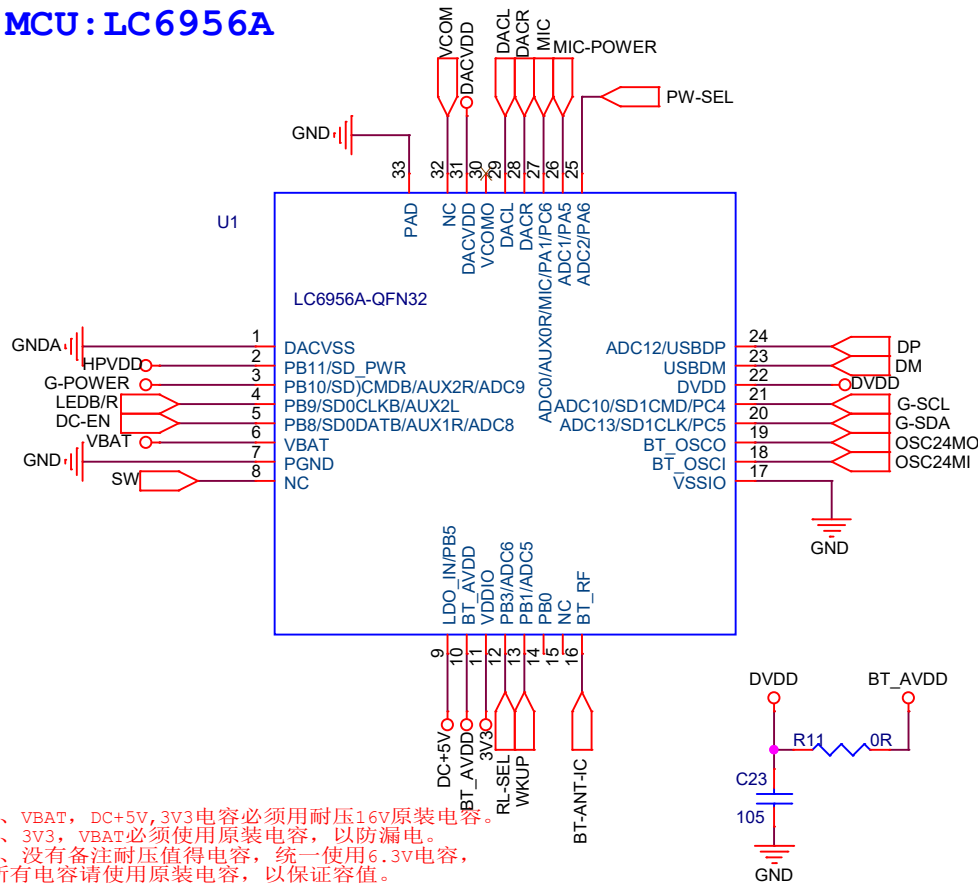 MCU:LC6956A
VCOM
DACVDD
DACL
DACR
MIC
MIC-POWER
PW-SEL
GND
33
32
31
30
29
28
27
26
25
U1
PAD
NC
DACVDD
VCOMO
DACL
DACR
ADC0/AUX0R/MIC/PA1/PC6
ADC1/PA5
ADC2/PA6
LC6956A-QFN32
GNDA
1
DACVSS
HPVDD
2
PB11/SD_PWR
G-POWER
3
PB10/SD)CMDB/AUX2R/ADC9
LEDB/R
4
PB9/SD0CLKB/AUX2L
DC-EN
5
PB8/SD0DATB/AUX1R/ADC8
VBAT
6
VBAT
GND
7
PGND
SW
8
NC
ADC12/USBDP
24
DP
USBDM
23
DM
DVDD
22
DVDD
ADC10/SD1CMD/PC4
21
G-SCL
ADC13/SD1CLK/PC5
20
G-SDA
BT_OSCO
19
OSC24MO
BT_OSCI
18
OSC24MI
VSSIO
17
GND
LDO_IN/PB5
BT_AVDD
VDDIO
PB3/ADC6
PB1/ADC5
PB0
NC
BT_RF
9
10
11
12
13
14
15
16
DC+5V
BT_AVDD
3V3
RL-SEL
WKUP
BT-ANT-IC
DVDD
BT_AVDD
R11
0R
C23
105
GND
、VBAT, DC+5V,3V3电容必须用耐压16V原装电容。
、3V3, VBAT必须使用原装电容, 以防漏电。
、没有备注耐压值得电容, 统一使用6.3V电容,
所有电容请使用原装电容, 以保证容值。